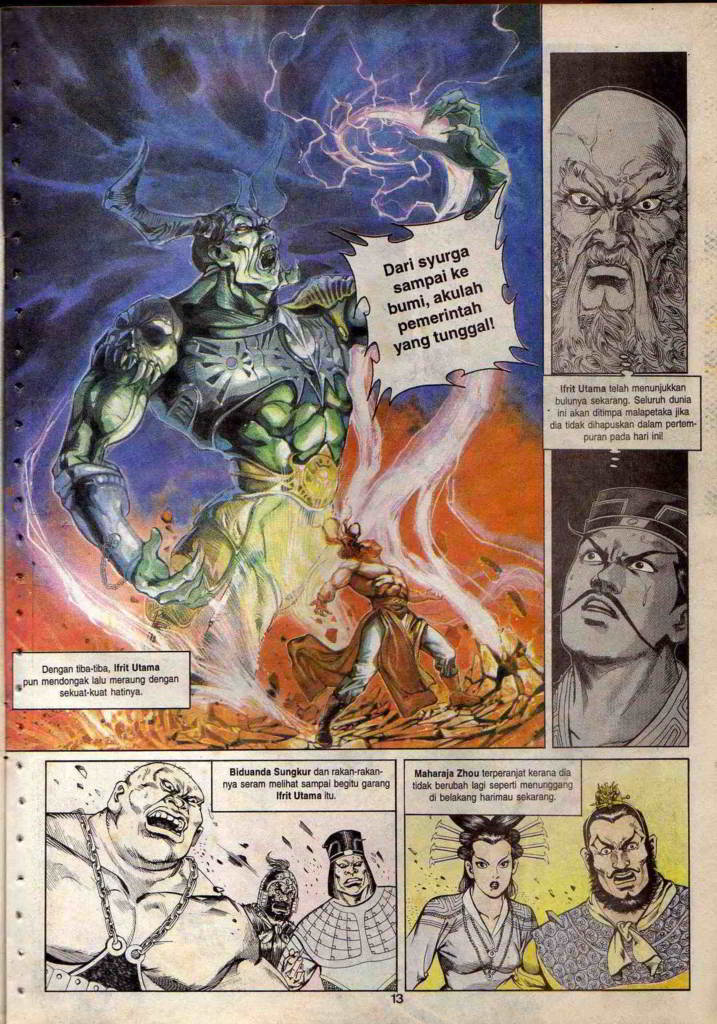 Dari syurga
sampai ke
bumi, akulah
pemerintah
yang tunggal!
Ifrit Utama telah menunjukkan
bulunya sekarang. Seluruh dunia
ini akan ditimpa malapetaka jika
dia tidak dihapuskan dalam pertem-
puran pada hari ini!
Dengan tiba-tiba, Ifrit Utama
pun mendongak lalu meraung dengan
sekuat-kuat hatinya.
Biduanda Sungkur dan rakan-rakan-
nya seram melihat sampai begitu garang
Ifrit Utama itu.
Maharaja Zhou terperanjat kerana dia
tidak berubah lagi seperti menunggang
di belakang harimau sekarang.
13